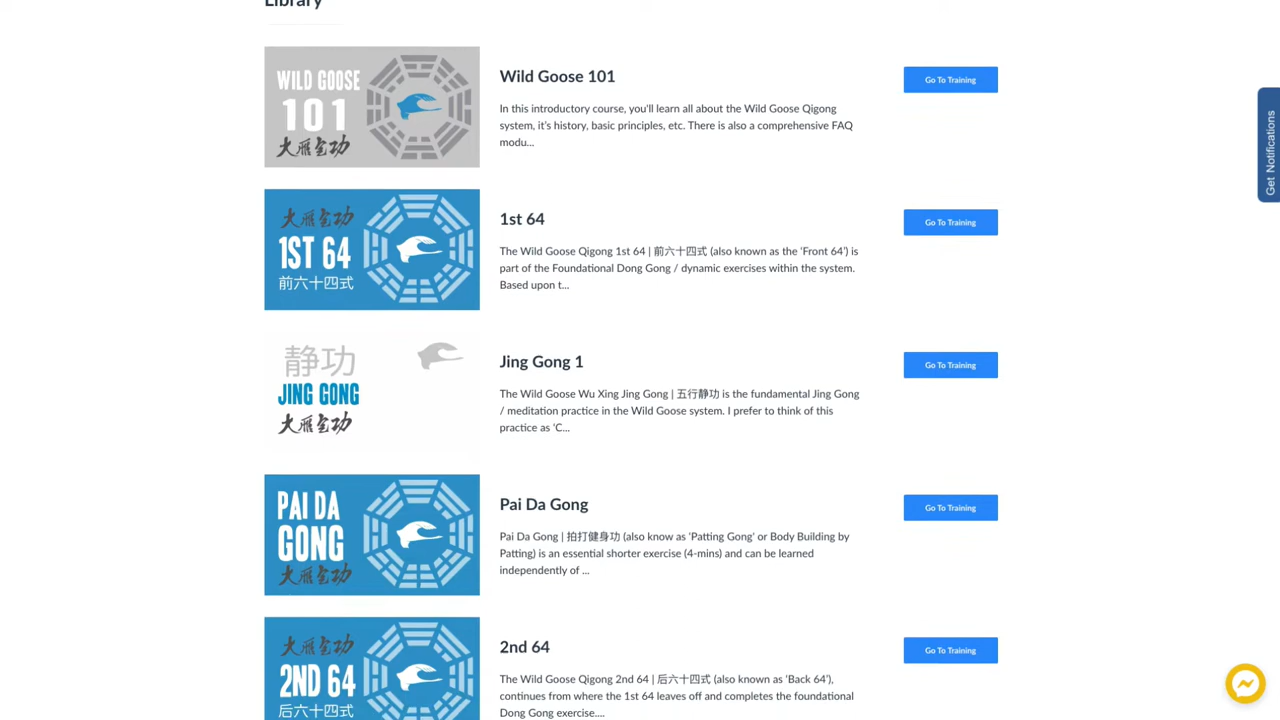 Library
WILD GOOSE
101
大雁气功
Wild Goose 101
In this introductory course, you'll learn all about the Wild Goose Qigong
system, it's history, basic principles, etc. There is also a comprehensive FAQ
modu...
Go To Training
Get Notifications
大雁气功
1ST 64
前六十四式
1st 64
The Wild Goose Qigong 1st 64 | 前六十四式 (also known as the 'Front 64') is
part of the Foundational Dong Gong / dynamic exercises within the system.
Based upon t...
Go To Training
静功
JING GONG
大雁气功
Jing Gong 1
The Wild Goose Wu Xing Jing Gong | 五行静功 is the fundamental Jing Gong
/ meditation practice in the Wild Goose system. I prefer to think of this
practice as 'C...
Go To Training
PAI DA
GONG
大雁气功
Pai Da Gong
Pai Da Gong | 拍打健身功 (also know as 'Patting Gong' or Body Building by
Patting) is an essential shorter exercise (4-mins) and can be learned
independently of ...
Go To Training
大雁气功
2ND 64
后六十四式
2nd 64
The Wild Goose Qigong 2nd 64 | 后六十四式 (also known as 'Back 64'),
continues from where the 1st 64 leaves off and completes the foundational
Dong Gong exercise....
Go To Training